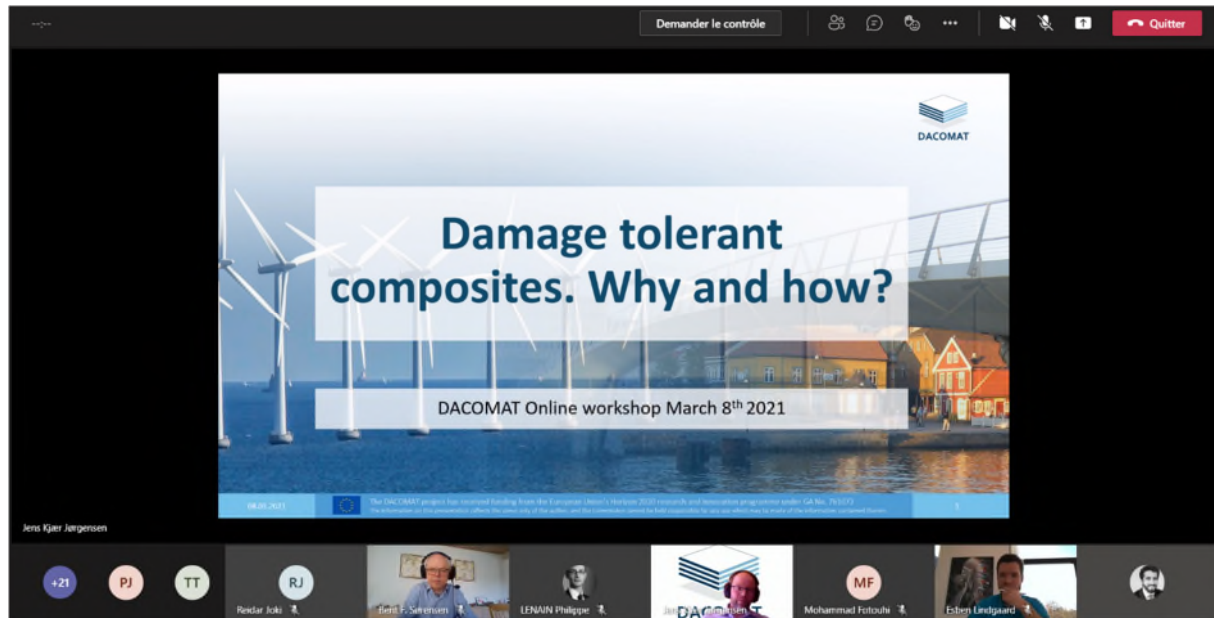 --:--
Demander le contrôle
Quitter
DACOMAT
Damage tolerant
composites. Why and how?
DACOMAT Online workshop March 8th 2021
08.03.2021
The DACOMAT project has received funding from the European Union's Horizon 2020 research and innovation programme under GA No. 761072
1
Jens Kjær Jørgensen
+21
PJ
TT
RJ
MF
Reidar Joki
Bent F. Sørensen
LENAIN Philippe
Mohammad Fotouhi
Esben Lindgaard